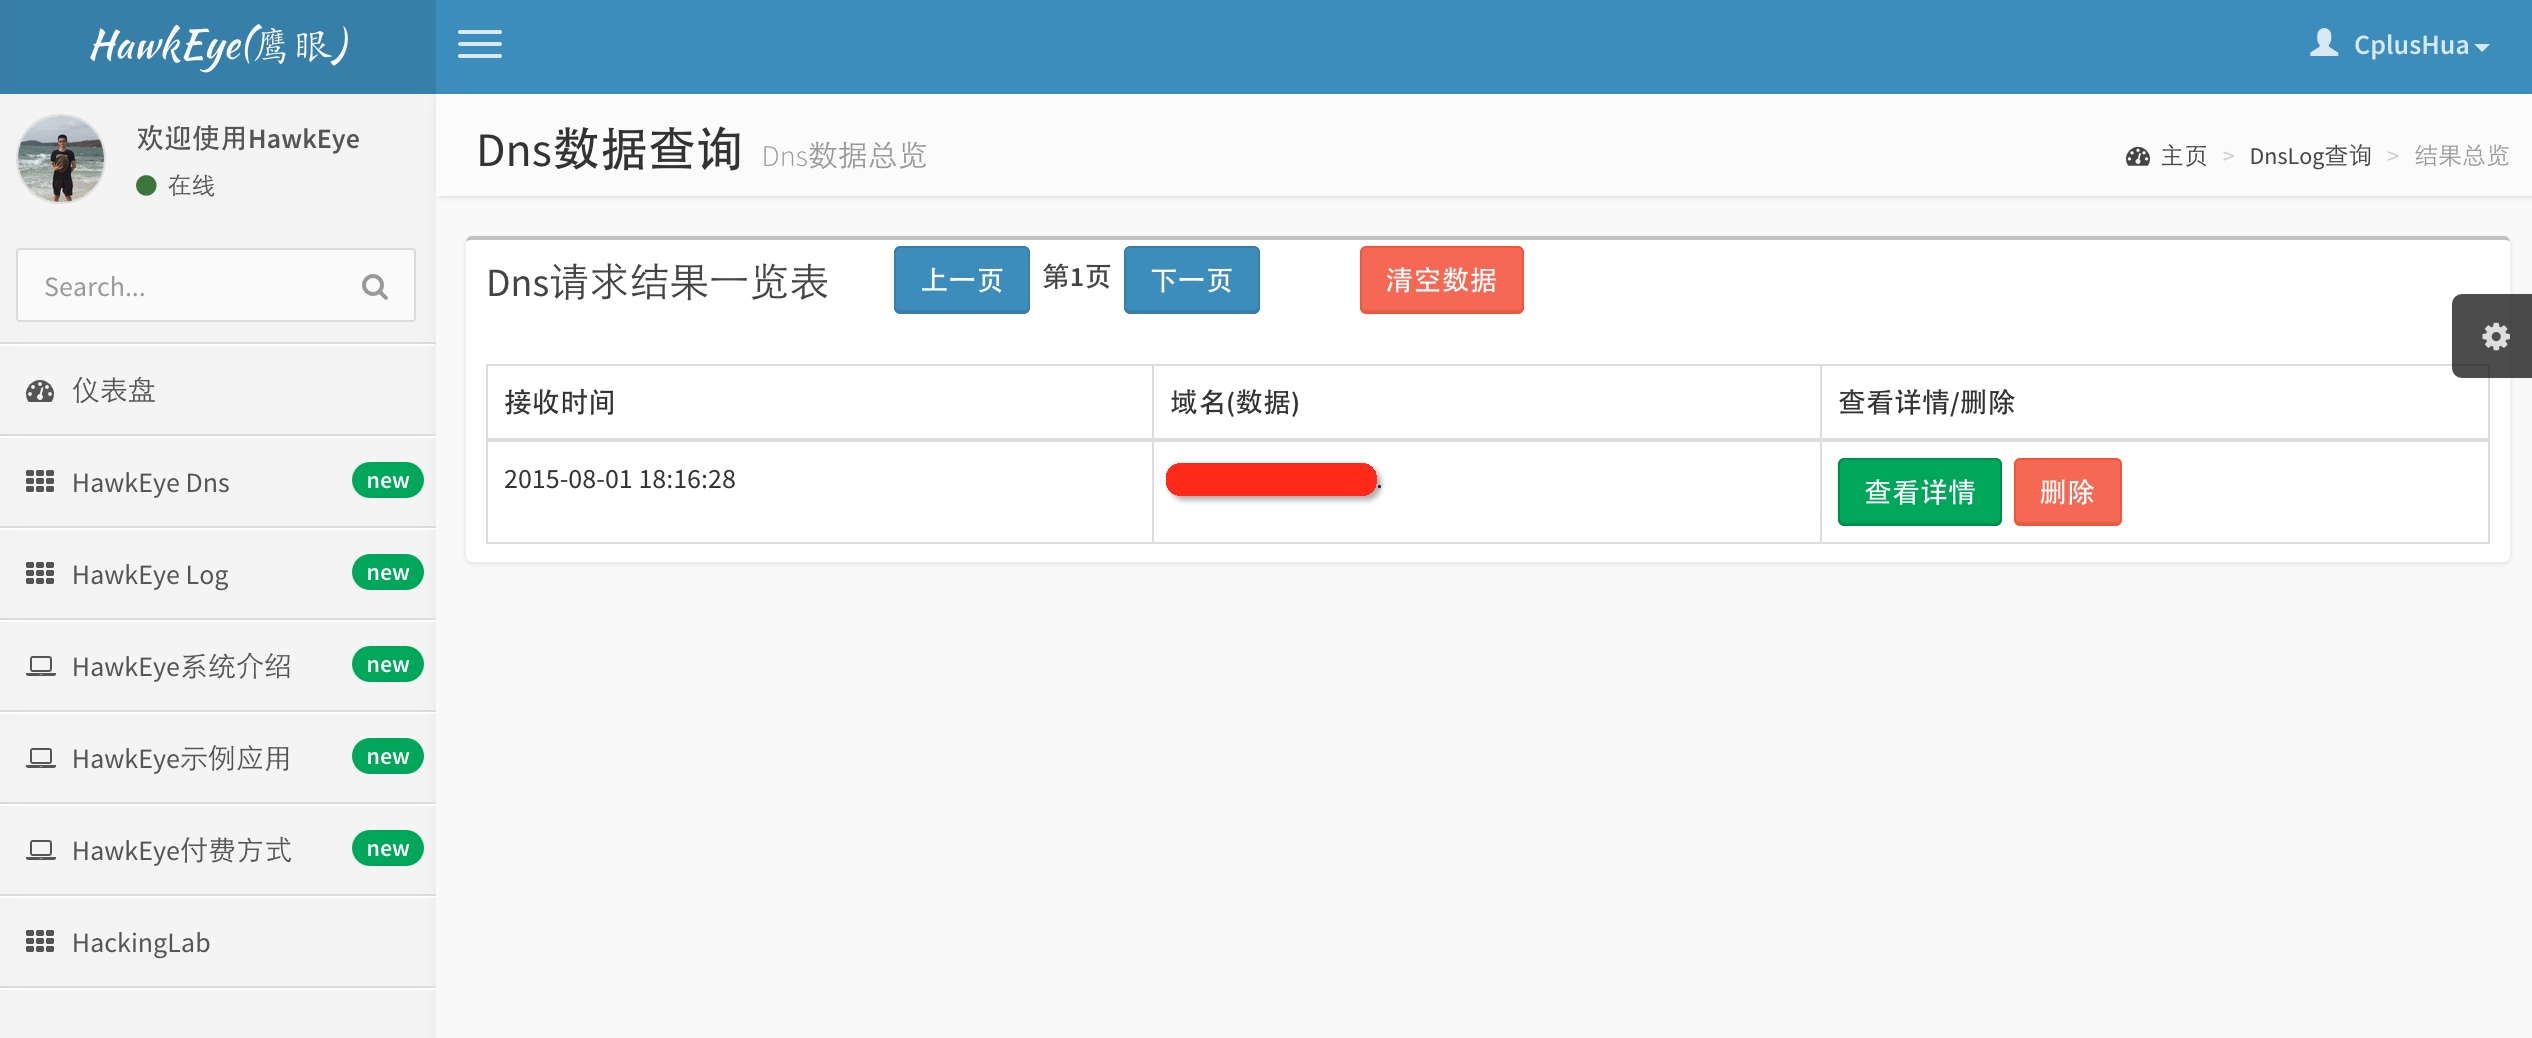 HawkEye(鹰眼)
CplusHua
欢迎使用HawkEye
在线
Search...
仪表盘
HawkEye Dns new
HawkEye Log new
HawkEye系统介绍 new
HawkEye示例应用 new
HawkEye付费方式 new
HackingLab
Dns数据查询 Dns数据总览
主页 > DnsLog查询 > 结果总览
Dns请求结果一览表 上一页 第1页 下一页 清空数据
接收时间 域名(数据) 查看详情/删除
2015-08-01 18:16:28 . 查看详情 删除